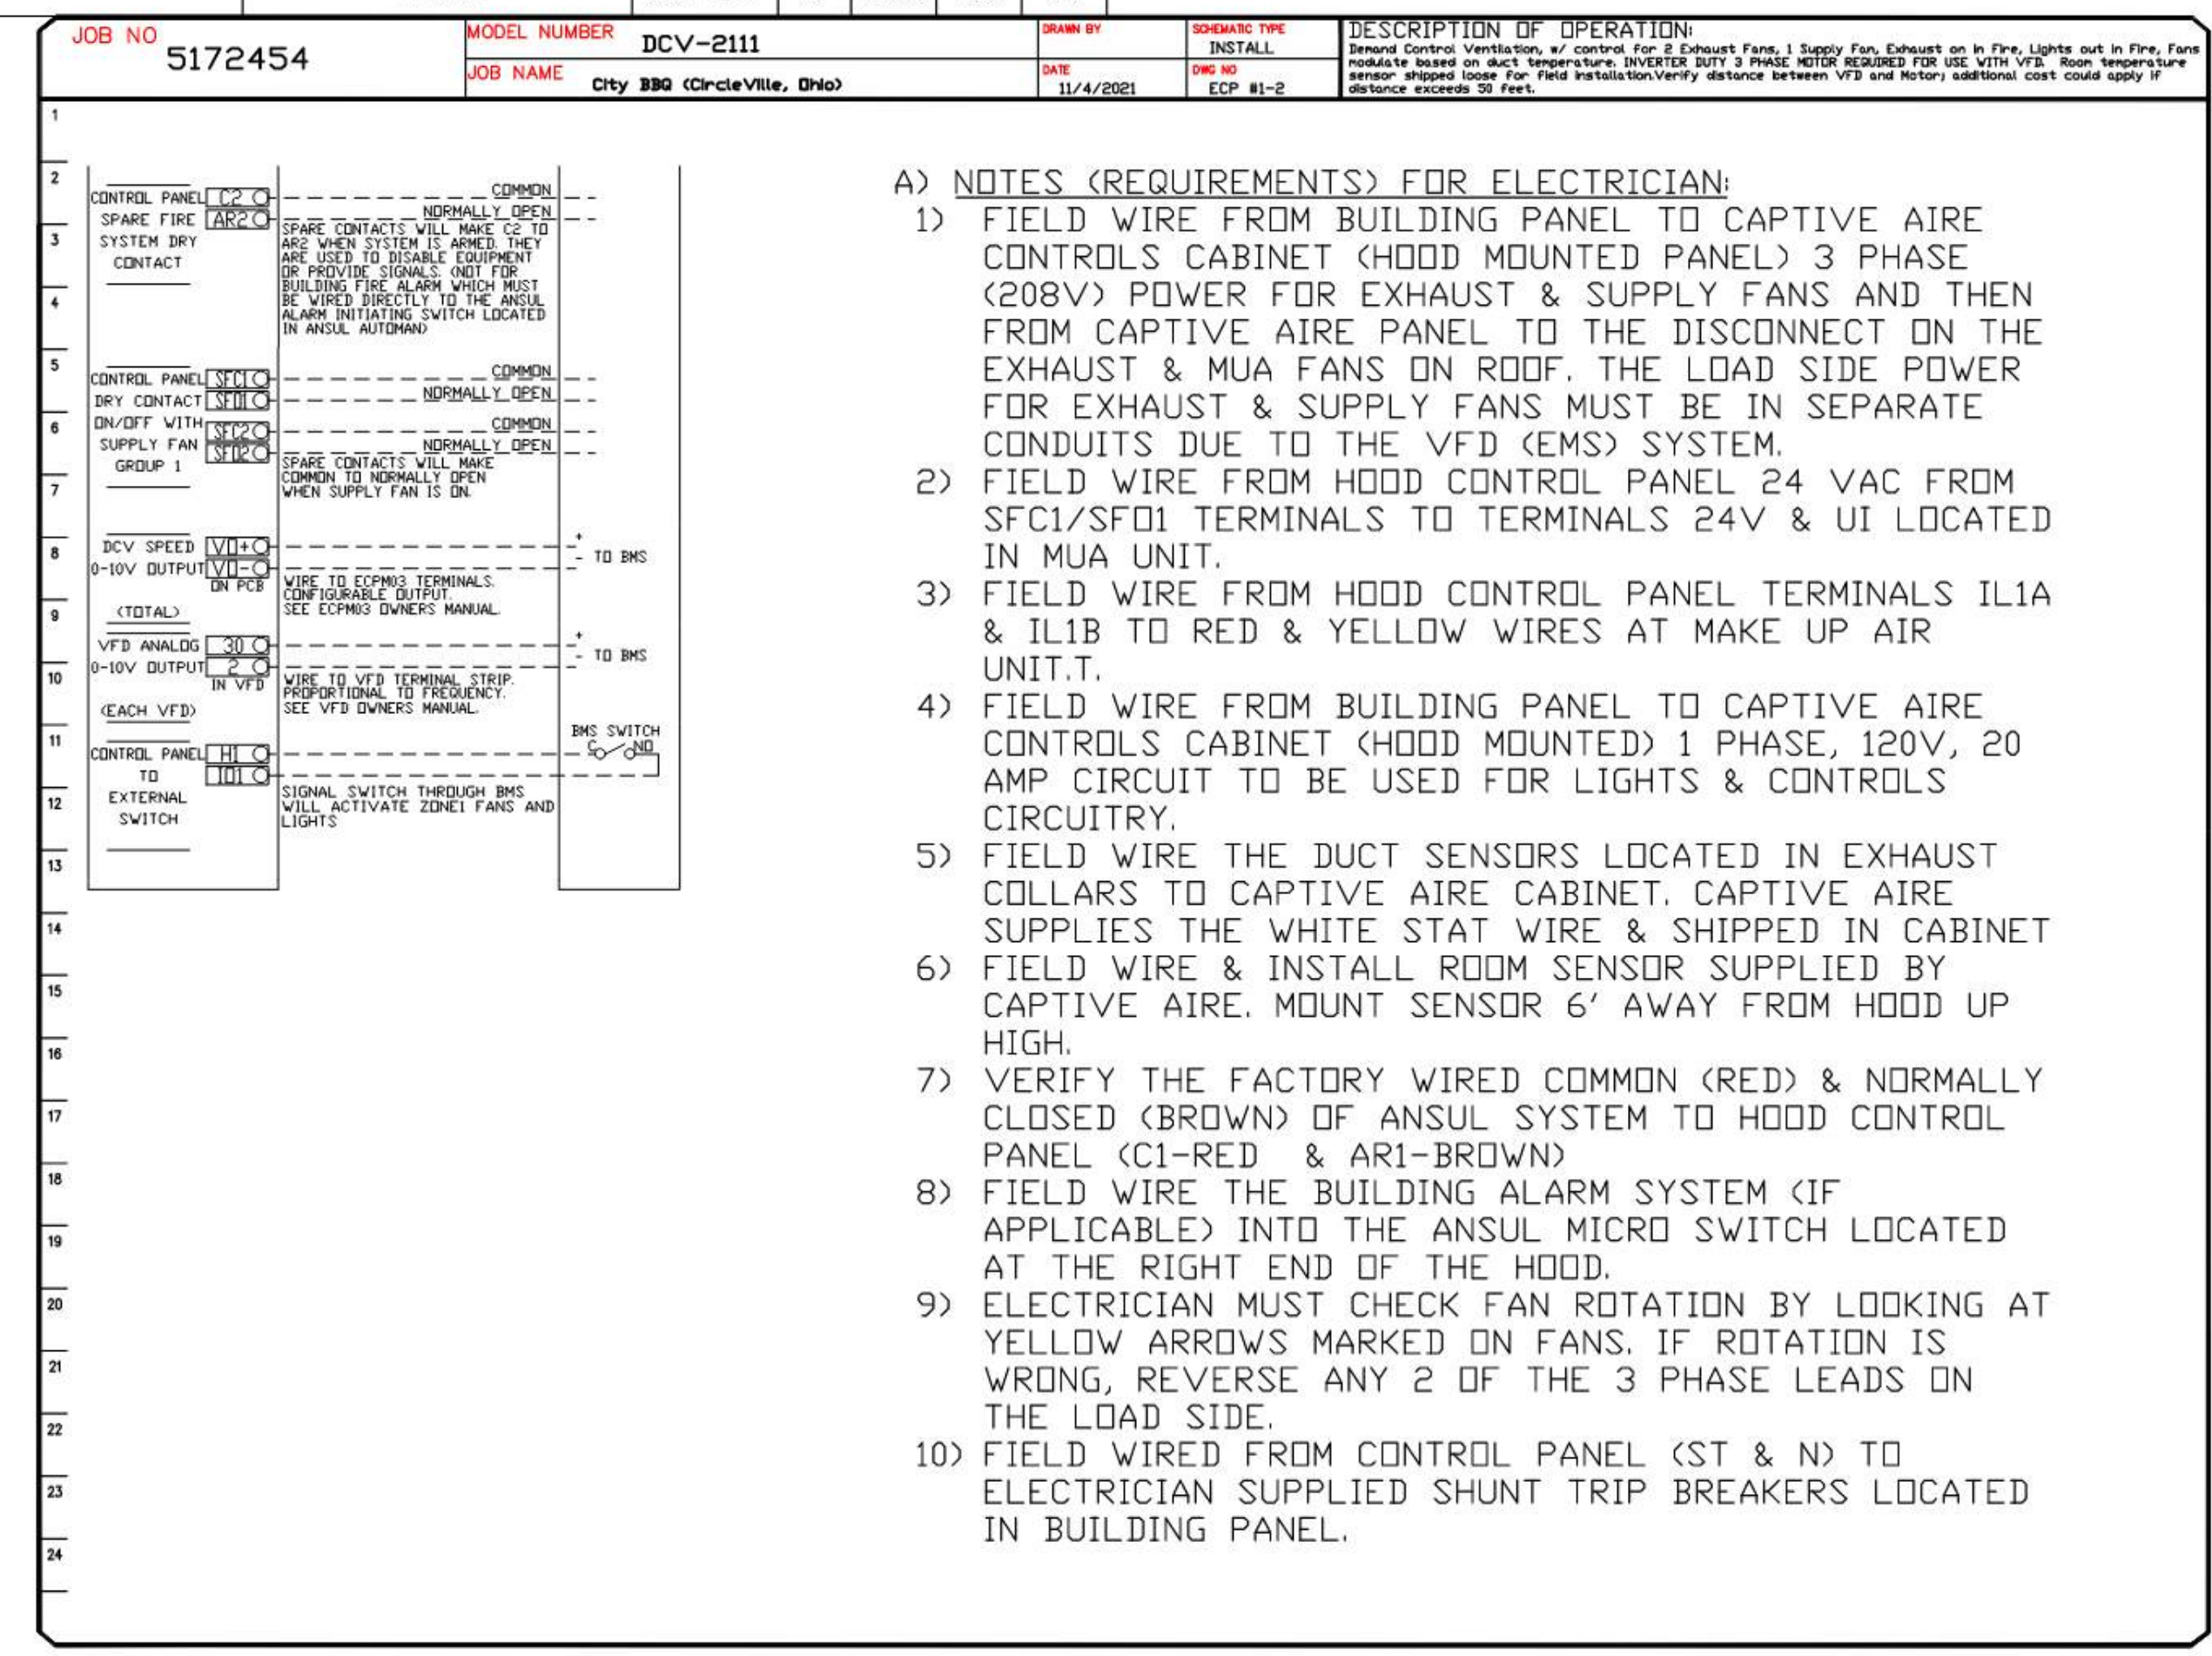 JOB NO
5172454
MODEL NUMBER
DCV-2111
JOB NAME
City BBQ (CircleVille, Ohio)
DRAWN BY
DATE
11/4/2021
SCHEMATIC TYPE
INSTALL
DWG NO
ECP #1-2
DESCRIPTION OF OPERATION:
Demand Control Ventilation, w/ control for 2 Exhaust Fans, 1 Supply Fan, Exhaust on in Fire, Lights out in Fire, Fans
modulate based on duct temperature. INVERTER DUTY 3 PHASE MOTOR REQUIRED FOR USE WITH VFD. Room temperature
sensor shipped loose for field installation.Verify distance between VFD and Motor; additional cost could apply if
distance exceeds 50 feet.
1
2
3
4
5
6
7
8
9
10
11
12
13
14
15
16
17
18
19
20
21
22
23
24
CONTROL PANEL C2
SPARE FIRE AR2
SYSTEM DRY
CONTACT
COMMON
NORMALLY OPEN
SPARE CONTACTS WILL MAKE C2 TO
AR2 WHEN SYSTEM IS ARMED. THEY
ARE USED TO DISABLE EQUIPMENT
OR PROVIDE SIGNALS. (NOT FOR
BUILDING FIRE ALARM WHICH MUST
BE WIRED DIRECTLY TO THE ANSUL
ALARM INITIATING SWITCH LOCATED
IN ANSUL AUTOMAN)
CONTROL PANEL SFC1
DRY CONTACT SFO1
ON/OFF WITH SFC2
SUPPLY FAN SFO2
GROUP 1
COMMON
NORMALLY OPEN
COMMON
NORMALLY OPEN
SPARE CONTACTS WILL MAKE
COMMON TO NORMALLY OPEN
WHEN SUPPLY FAN IS ON.
DCV SPEED VO+
0-10V OUTPUT VO-
ON PCB
(TOTAL)
+
- TO BMS
WIRE TO ECPM03 TERMINALS.
CONFIGURABLE OUTPUT.
SEE ECPM03 OWNERS MANUAL.
VFD ANALOG 30
0-10V OUTPUT 2
IN VFD
(EACH VFD)
+
- TO BMS
WIRE TO VFD TERMINAL STRIP.
PROPORTIONAL TO FREQUENCY.
SEE VFD OWNERS MANUAL.
CONTROL PANEL H1
TO IO1
EXTERNAL
SWITCH
BMS SWITCH
C NO
SIGNAL SWITCH THROUGH BMS
WILL ACTIVATE ZONE1 FANS AND
LIGHTS
A) NOTES (REQUIREMENTS) FOR ELECTRICIAN:
1) FIELD WIRE FROM BUILDING PANEL TO CAPTIVE AIRE
CONTROLS CABINET (HOOD MOUNTED PANEL) 3 PHASE
(208V) POWER FOR EXHAUST & SUPPLY FANS AND THEN
FROM CAPTIVE AIRE PANEL TO THE DISCONNECT ON THE
EXHAUST & MUA FANS ON ROOF. THE LOAD SIDE POWER
FOR EXHAUST & SUPPLY FANS MUST BE IN SEPARATE
CONDUITS DUE TO THE VFD (EMS) SYSTEM.
2) FIELD WIRE FROM HOOD CONTROL PANEL 24 VAC FROM
SFC1/SFO1 TERMINALS TO TERMINALS 24V & UI LOCATED
IN MUA UNIT.
3) FIELD WIRE FROM HOOD CONTROL PANEL TERMINALS IL1A
& IL1B TO RED & YELLOW WIRES AT MAKE UP AIR
UNIT.T.
4) FIELD WIRE FROM BUILDING PANEL TO CAPTIVE AIRE
CONTROLS CABINET (HOOD MOUNTED) 1 PHASE, 120V, 20
AMP CIRCUIT TO BE USED FOR LIGHTS & CONTROLS
CIRCUITRY.
5) FIELD WIRE THE DUCT SENSORS LOCATED IN EXHAUST
COLLARS TO CAPTIVE AIRE CABINET. CAPTIVE AIRE
SUPPLIES THE WHITE STAT WIRE & SHIPPED IN CABINET
6) FIELD WIRE & INSTALL ROOM SENSOR SUPPLIED BY
CAPTIVE AIRE. MOUNT SENSOR 6' AWAY FROM HOOD UP
HIGH.
7) VERIFY THE FACTORY WIRED COMMON (RED) & NORMALLY
CLOSED (BROWN) OF ANSUL SYSTEM TO HOOD CONTROL
PANEL (C1-RED & AR1-BROWN)
8) FIELD WIRE THE BUILDING ALARM SYSTEM (IF
APPLICABLE) INTO THE ANSUL MICRO SWITCH LOCATED
AT THE RIGHT END OF THE HOOD.
9) ELECTRICIAN MUST CHECK FAN ROTATION BY LOOKING AT
YELLOW ARROWS MARKED ON FANS. IF ROTATION IS
WRONG, REVERSE ANY 2 OF THE 3 PHASE LEADS ON
THE LOAD SIDE.
10) FIELD WIRED FROM CONTROL PANEL (ST & N) TO
ELECTRICIAN SUPPLIED SHUNT TRIP BREAKERS LOCATED
IN BUILDING PANEL.